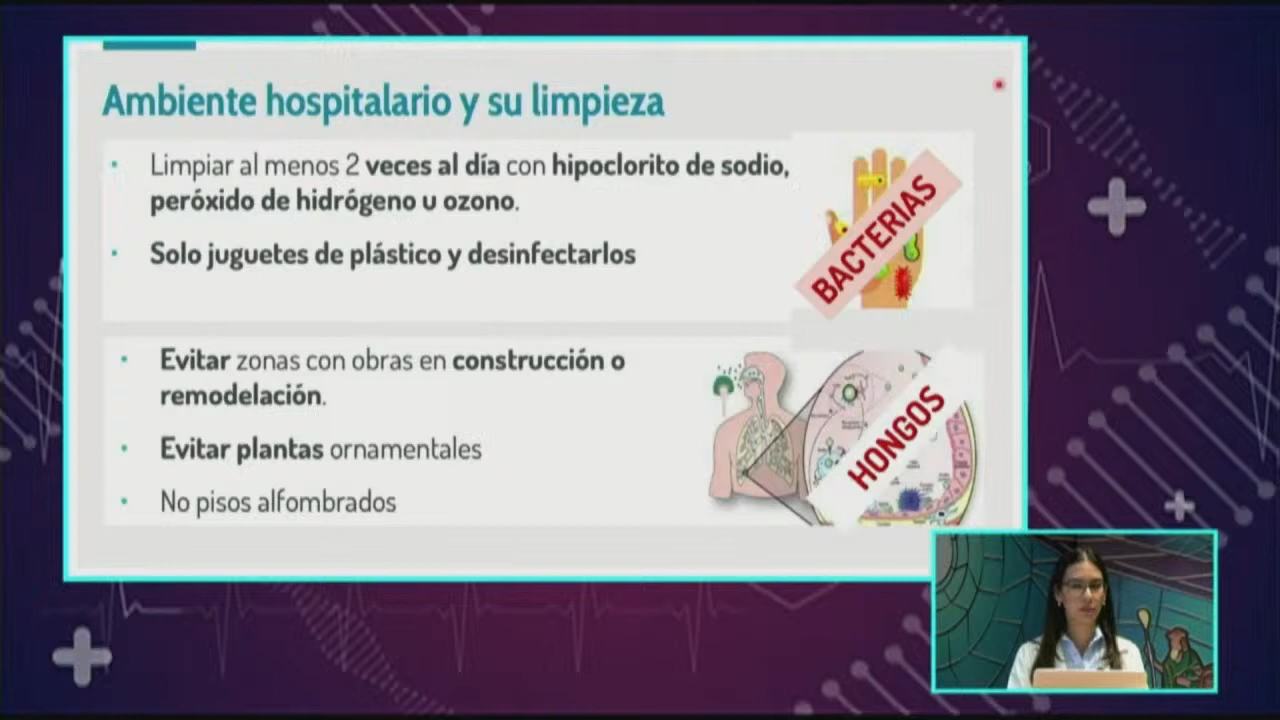 Ambiente hospitalario y su limpieza
• Limpiar al menos 2 veces al día con hipoclorito de sodio,
peróxido de hidrógeno u ozono.
• Solo juguetes de plástico y desinfectarlos
BACTERIAS
• Evitar zonas con obras en construcción o
remodelación.
• Evitar plantas ornamentales
• No pisos alfombrados
HONGOS